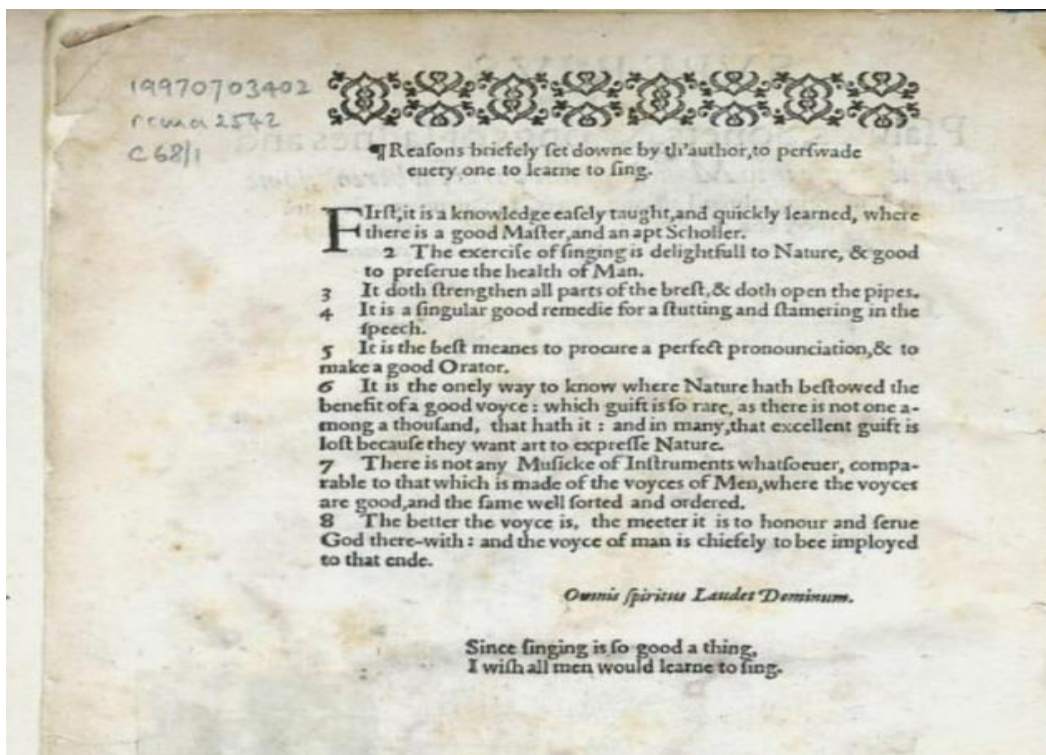 19970703402
rcma 2542
C 68/1
¶ Reaſons briefely ſet downe by th'author, to perſwade
euery one to learne to ſing.
FIrſt, it is a knowledge eaſely taught, and quickly learned, where
there is a good Maſter, and an apt Scholler.
2 The exerciſe of ſinging is delightfull to Nature, & good
to preſerue the health of Man.
3 It doth ſtrengthen all parts of the breſt, & doth open the pipes.
4 It is a ſingular good remedie for a ſtutting and ſtamering in the
ſpeech.
5 It is the beſt meanes to procure a perfect pronounciation, & to
make a good Orator.
6 It is the onely way to know where Nature hath beſtowed the
benefit of a good voyce : which guift is ſo rare, as there is not one a-
mong a thouſand, that hath it : and in many, that excellent guift is
loſt becauſe they want art to expreſſe Nature.
7 There is not any Muſicke of Inſtruments whatſoeuer, compa-
rable to that which is made of the voyces of Men, where the voyces
are good, and the ſame well ſorted and ordered.
8 The better the voyce is, the meeter it is to honour and ſerue
God there-with : and the voyce of man is chiefely to bee imployed
to that ende.
Omnis ſpiritus Laudet Dominum.
Since ſinging is ſo good a thing,
I wiſh all men would learne to ſing.